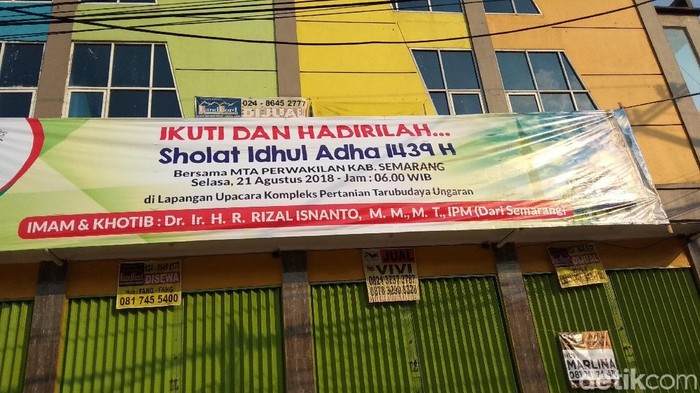 024 - 8645 2777
IKUTI DAN HADIRILAH...
Sholat Idhul Adha 1439 H
Bersama MTA PERWAKILAN KAB. SEMARANG
Selasa, 21 Agustus 2018 - Jam : 06.00 WIB
di Lapangan Upacara Kompleks Pertanian Tarubudaya Ungaran
IMAM & KHOTIB : Dr. Ir. H. R. RIZAL ISNANTO, M. M., M. T., IPM (Dari Semarang)
DISEWA
081 745 5400
JUAL
VIVI
DIJUAL
MARLINA
detikcom